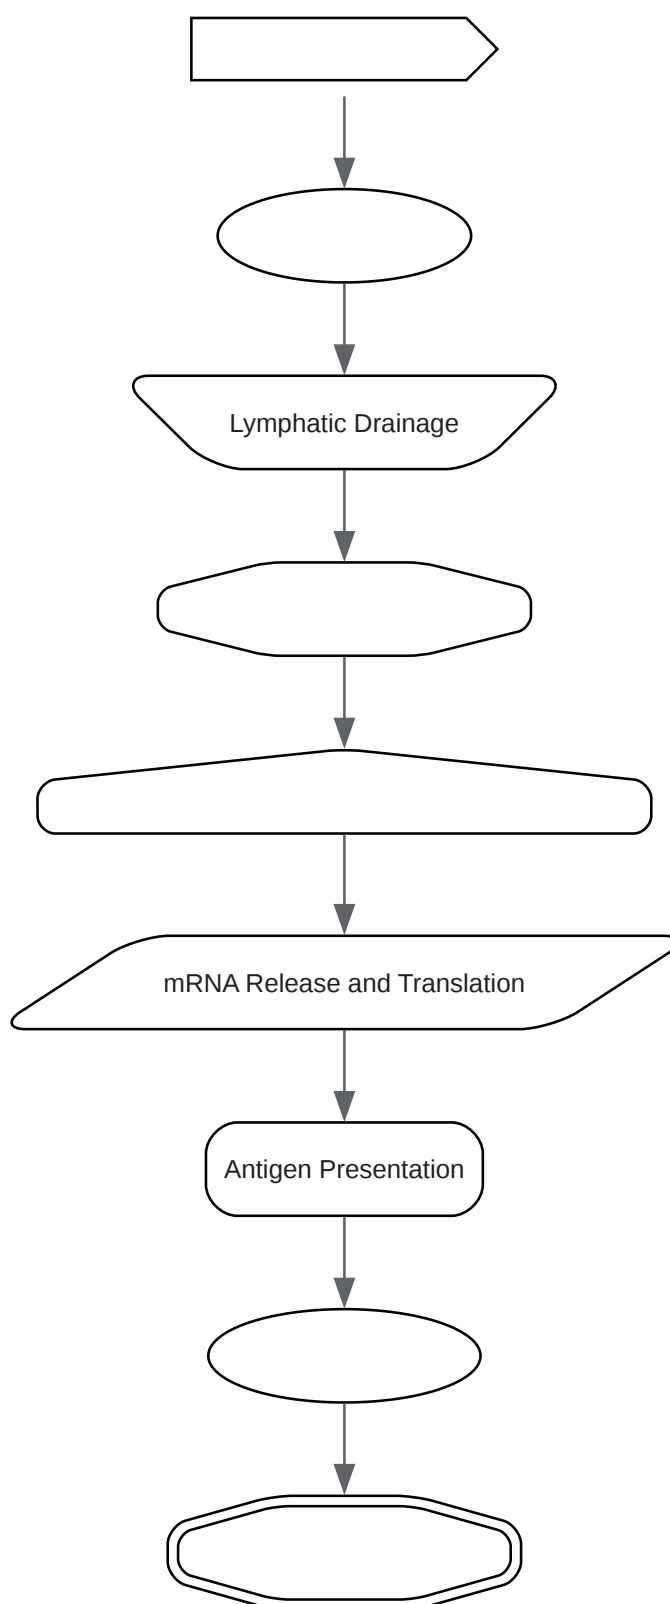 Lymphatic Drainage
mRNA Release and Translation
Antigen Presentation